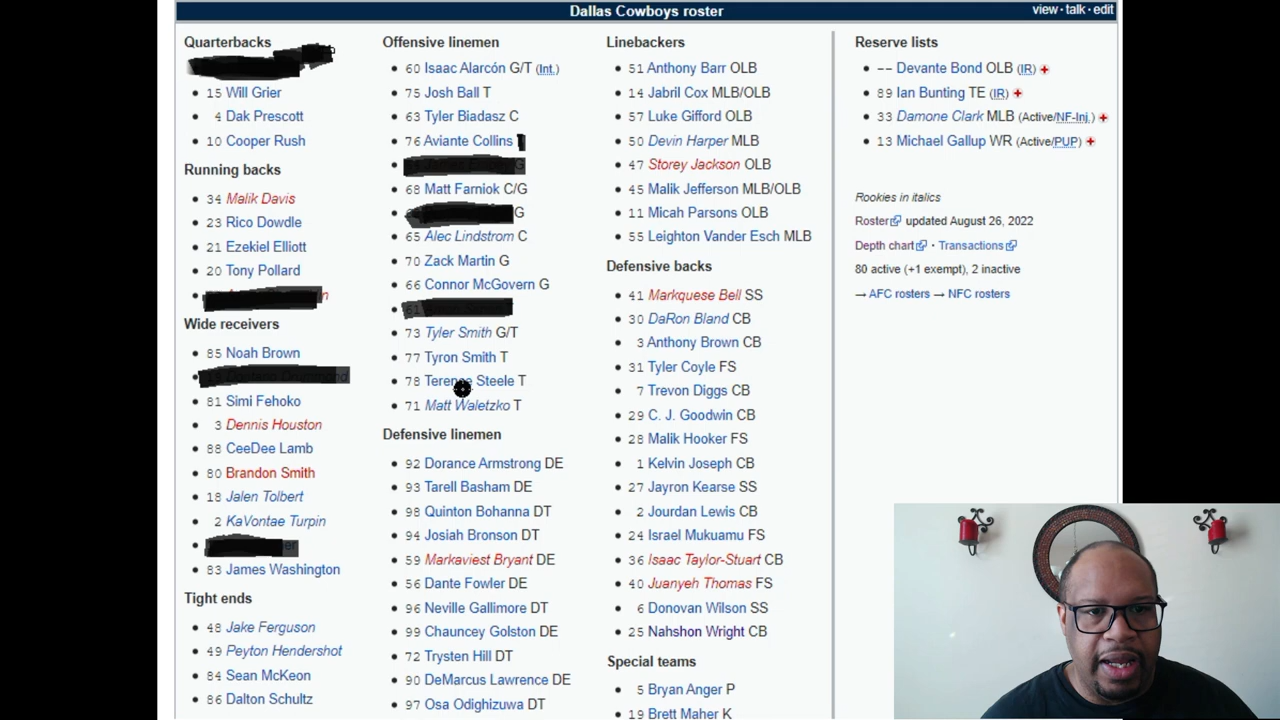 Dallas Cowboys roster
view · talk · edit
Quarterbacks
15 Will Grier
4 Dak Prescott
10 Cooper Rush
Running backs
34 Malik Davis
23 Rico Dowdle
21 Ezekiel Elliott
20 Tony Pollard
Wide receivers
85 Noah Brown
81 Simi Fehoko
3 Dennis Houston
88 CeeDee Lamb
80 Brandon Smith
18 Jalen Tolbert
2 KaVontae Turpin
83 James Washington
Tight ends
48 Jake Ferguson
49 Peyton Hendershot
84 Sean McKeon
86 Dalton Schultz
Offensive linemen
60 Isaac Alarcón G/T (Int.)
75 Josh Ball T
63 Tyler Biadasz C
76 Aviante Collins
G
68 Matt Farniok C/G
G
65 Alec Lindstrom C
70 Zack Martin G
66 Connor McGovern G
61
73 Tyler Smith G/T
77 Tyron Smith T
78 Terence Steele T
71 Matt Waletzko T
Defensive linemen
92 Dorance Armstrong DE
93 Tarell Basham DE
98 Quinton Bohanna DT
94 Josiah Bronson DT
59 Markaviest Bryant DE
56 Dante Fowler DE
96 Neville Gallimore DT
99 Chauncey Golston DE
72 Trysten Hill DT
90 DeMarcus Lawrence DE
97 Osa Odighizuwa DT
Linebackers
51 Anthony Barr OLB
14 Jabril Cox MLB/OLB
57 Luke Gifford OLB
50 Devin Harper MLB
47 Storey Jackson OLB
45 Malik Jefferson MLB/OLB
11 Micah Parsons OLB
55 Leighton Vander Esch MLB
Defensive backs
41 Markquese Bell SS
30 DaRon Bland CB
3 Anthony Brown CB
31 Tyler Coyle FS
7 Trevon Diggs CB
29 C. J. Goodwin CB
28 Malik Hooker FS
1 Kelvin Joseph CB
27 Jayron Kearse SS
2 Jourdan Lewis CB
24 Israel Mukuamu FS
36 Isaac Taylor-Stuart CB
40 Juanyeh Thomas FS
6 Donovan Wilson SS
25 Nahshon Wright CB
Special teams
5 Bryan Anger P
19 Brett Maher K
Reserve lists
-- Devante Bond OLB (IR)
89 Ian Bunting TE (IR)
33 Damone Clark MLB (Active/NF-Inj.)
13 Michael Gallup WR (Active/PUP)
Rookies in italics
Roster updated August 26, 2022
Depth chart · Transactions
80 active (+1 exempt), 2 inactive
→ AFC rosters → NFC rosters